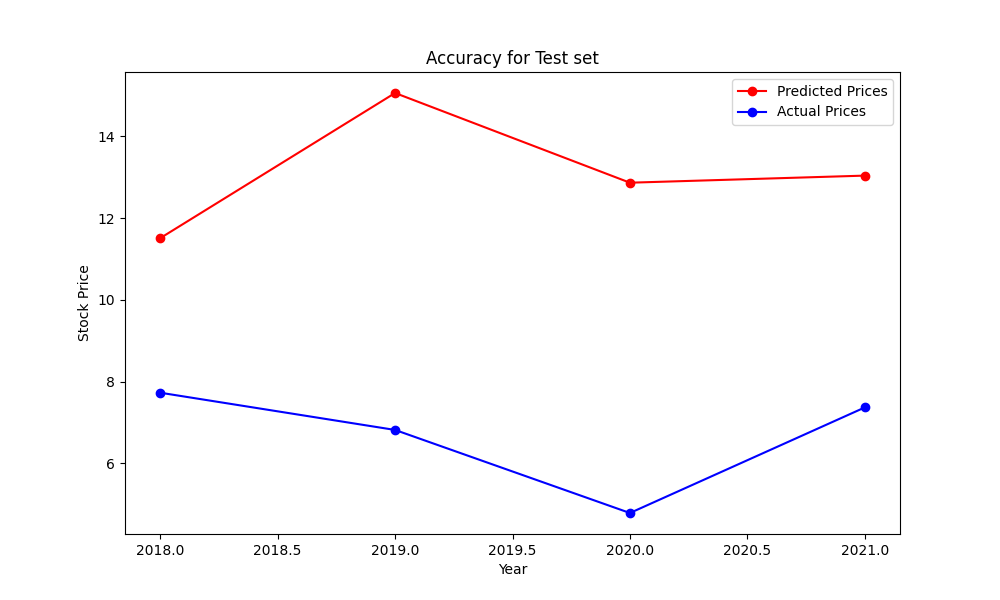 Accuracy for Test set
Predicted Prices
Actual Prices
Stock Price
14
12
10
8
6
2018.0 2018.5 2019.0 2019.5 2020.0 2020.5 2021.0
Year